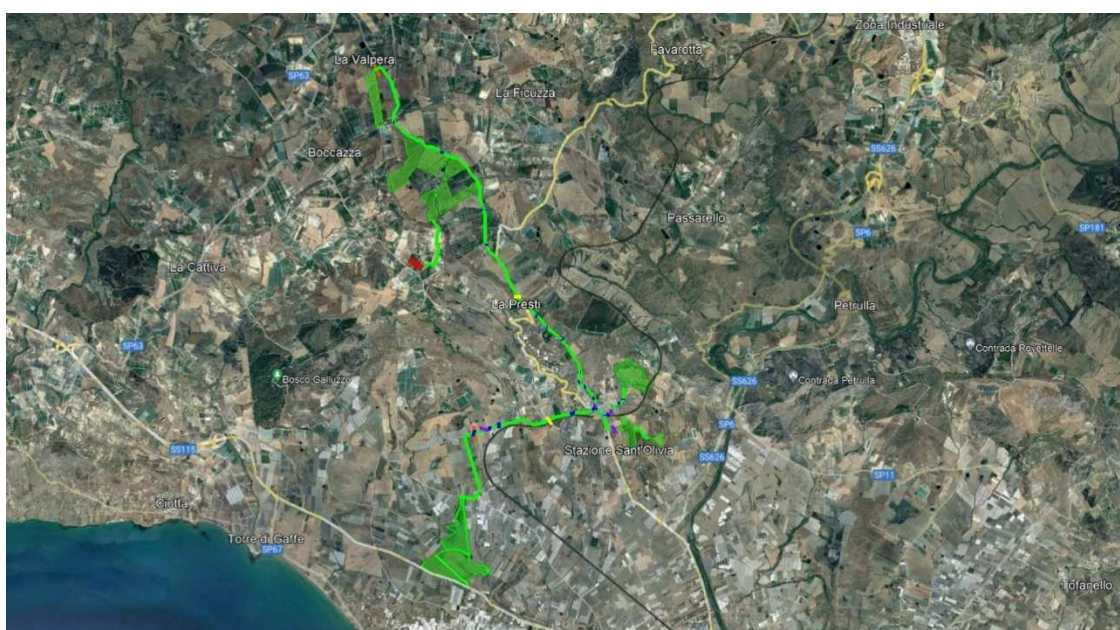 Zona Industriale
Favarotta
La Valpera
SP63
La Ficuzza
SS626
Boccazza
Passarello
SP181
SP6
La Cattiva
La Presti
Petrulla
SP63
Contrada Rovettelle
Bosco Galluzzo
SS626
Contrada Petrulla
SP6
SS115
Stazione Sant'Olivia
SS626
SP11
Ciotta
Torre di Gaffe
SP67
Tofanello